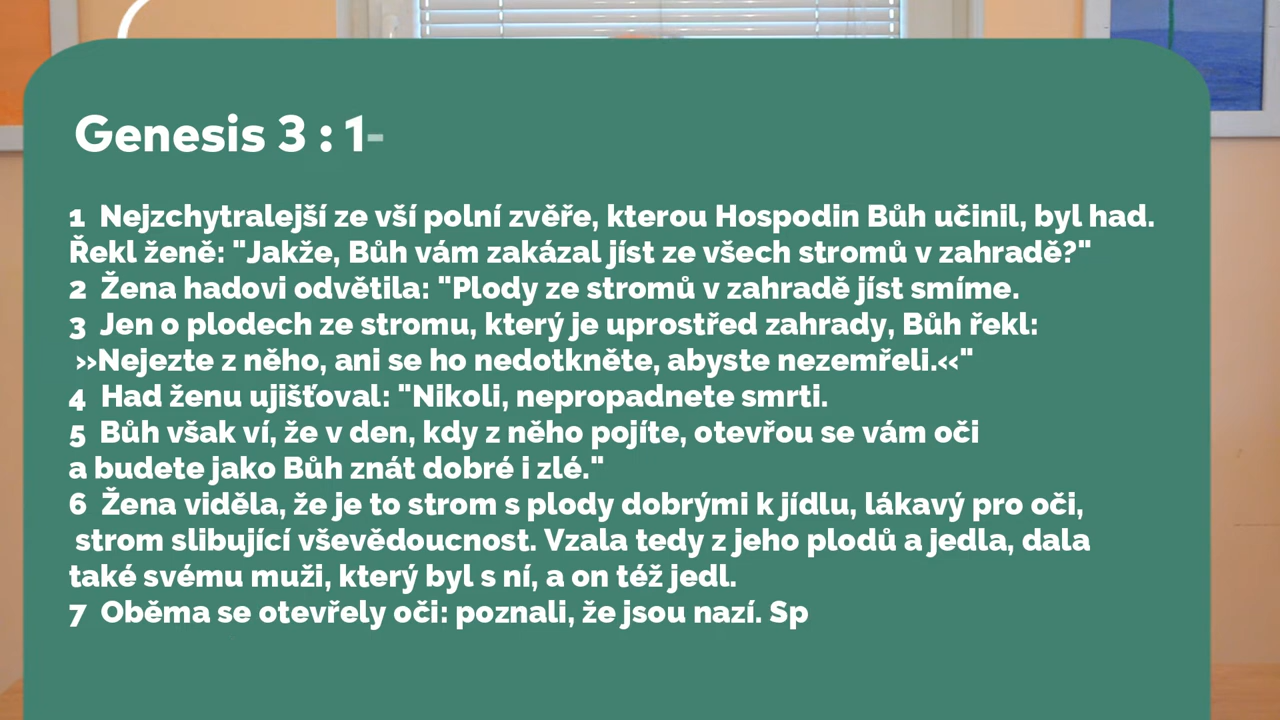 Genesis 3 : 1-
1 Nejzchytralejší ze vší polní zvěře, kterou Hospodin Bůh učinil, byl had.
Řekl ženě: "Jakže, Bůh vám zakázal jíst ze všech stromů v zahradě?"
2 Žena hadovi odvětila: "Plody ze stromů v zahradě jíst smíme.
3 Jen o plodech ze stromu, který je uprostřed zahrady, Bůh řekl:
»Nejezte z něho, ani se ho nedotkněte, abyste nezemřeli.«"
4 Had ženu ujišťoval: "Nikoli, nepropadnete smrti.
5 Bůh však ví, že v den, kdy z něho pojíte, otevřou se vám oči
a budete jako Bůh znát dobré i zlé."
6 Žena viděla, že je to strom s plody dobrými k jídlu, lákavý pro oči,
strom slibující vševědoucnost. Vzala tedy z jeho plodů a jedla, dala
také svému muži, který byl s ní, a on též jedl.
7 Oběma se otevřely oči: poznali, že jsou nazí. Sp